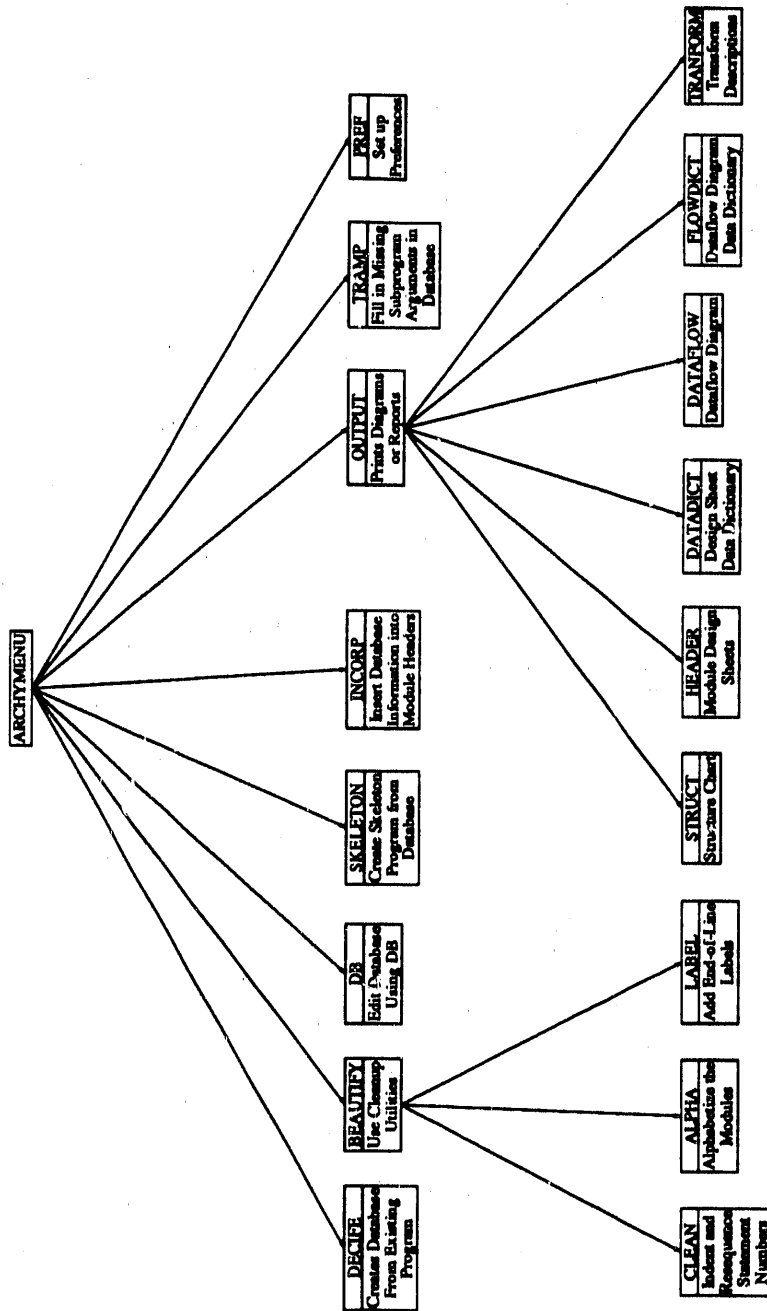 ARCHYMENU
DECIFE
Creates Database
From Existing
Program
BEAUTIFY
Use Cleanup
Utilities
DB
Edit Database
Using DB
SKELETON
Create Skeleton
Program from
Database
INCORP
Insert Database
Information into
Module Headers
OUTPUT
Prints Diagrams
or Reports
TRAMP
Fill in Missing
Subprogram
Arguments in
Database
PREF
Set up
Preferences
CLEAN
Indent and
Resequence
Statement
Numbers
ALPHA
Alphabetize the
Modules
LABEL
Add End-of-Line
Labels
STRUCT
Structure Chart
HEADER
Module Design
Sheets
DATADICT
Design Sheet
Data Dictionary
DATAFLOW
Dataflow Diagram
FLOWDICT
Dataflow Diagram
Data Dictionary
TRANFORM
Transform
Descriptions